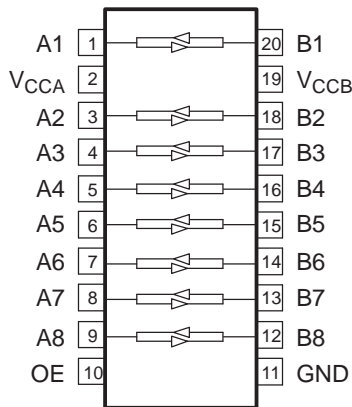 A1 1 20 B1
VCCA 2 19 VCCB
A2 3 18 B2
A3 4 17 B3
A4 5 16 B4
A5 6 15 B5
A6 7 14 B6
A7 8 13 B7
A8 9 12 B8
OE 10 11 GND